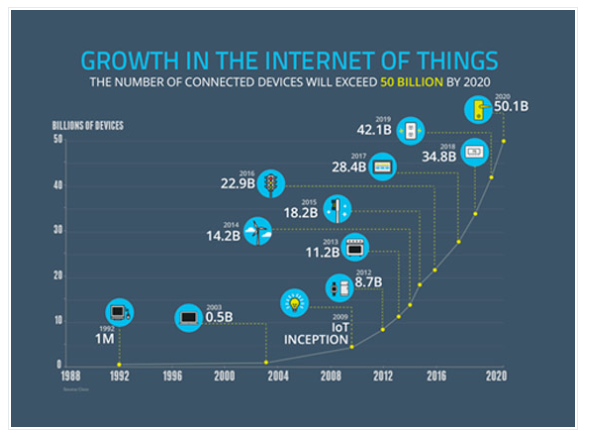 GROWTH IN THE INTERNET OF THINGS
THE NUMBER OF CONNECTED DEVICES WILL EXCEED 50 BILLION BY 2020
BILLIONS OF DEVICES
50
40
30
20
10
0
2020
50.1B
2019
42.1B
2018
34.8B
2017
28.4B
2016
22.9B
2015
18.2B
2014
14.2B
2013
11.2B
2012
8.7B
2009
IoT
INCEPTION
2003
0.5B
1992
1M
1988 1992 1996 2000 2004 2008 2012 2016 2020